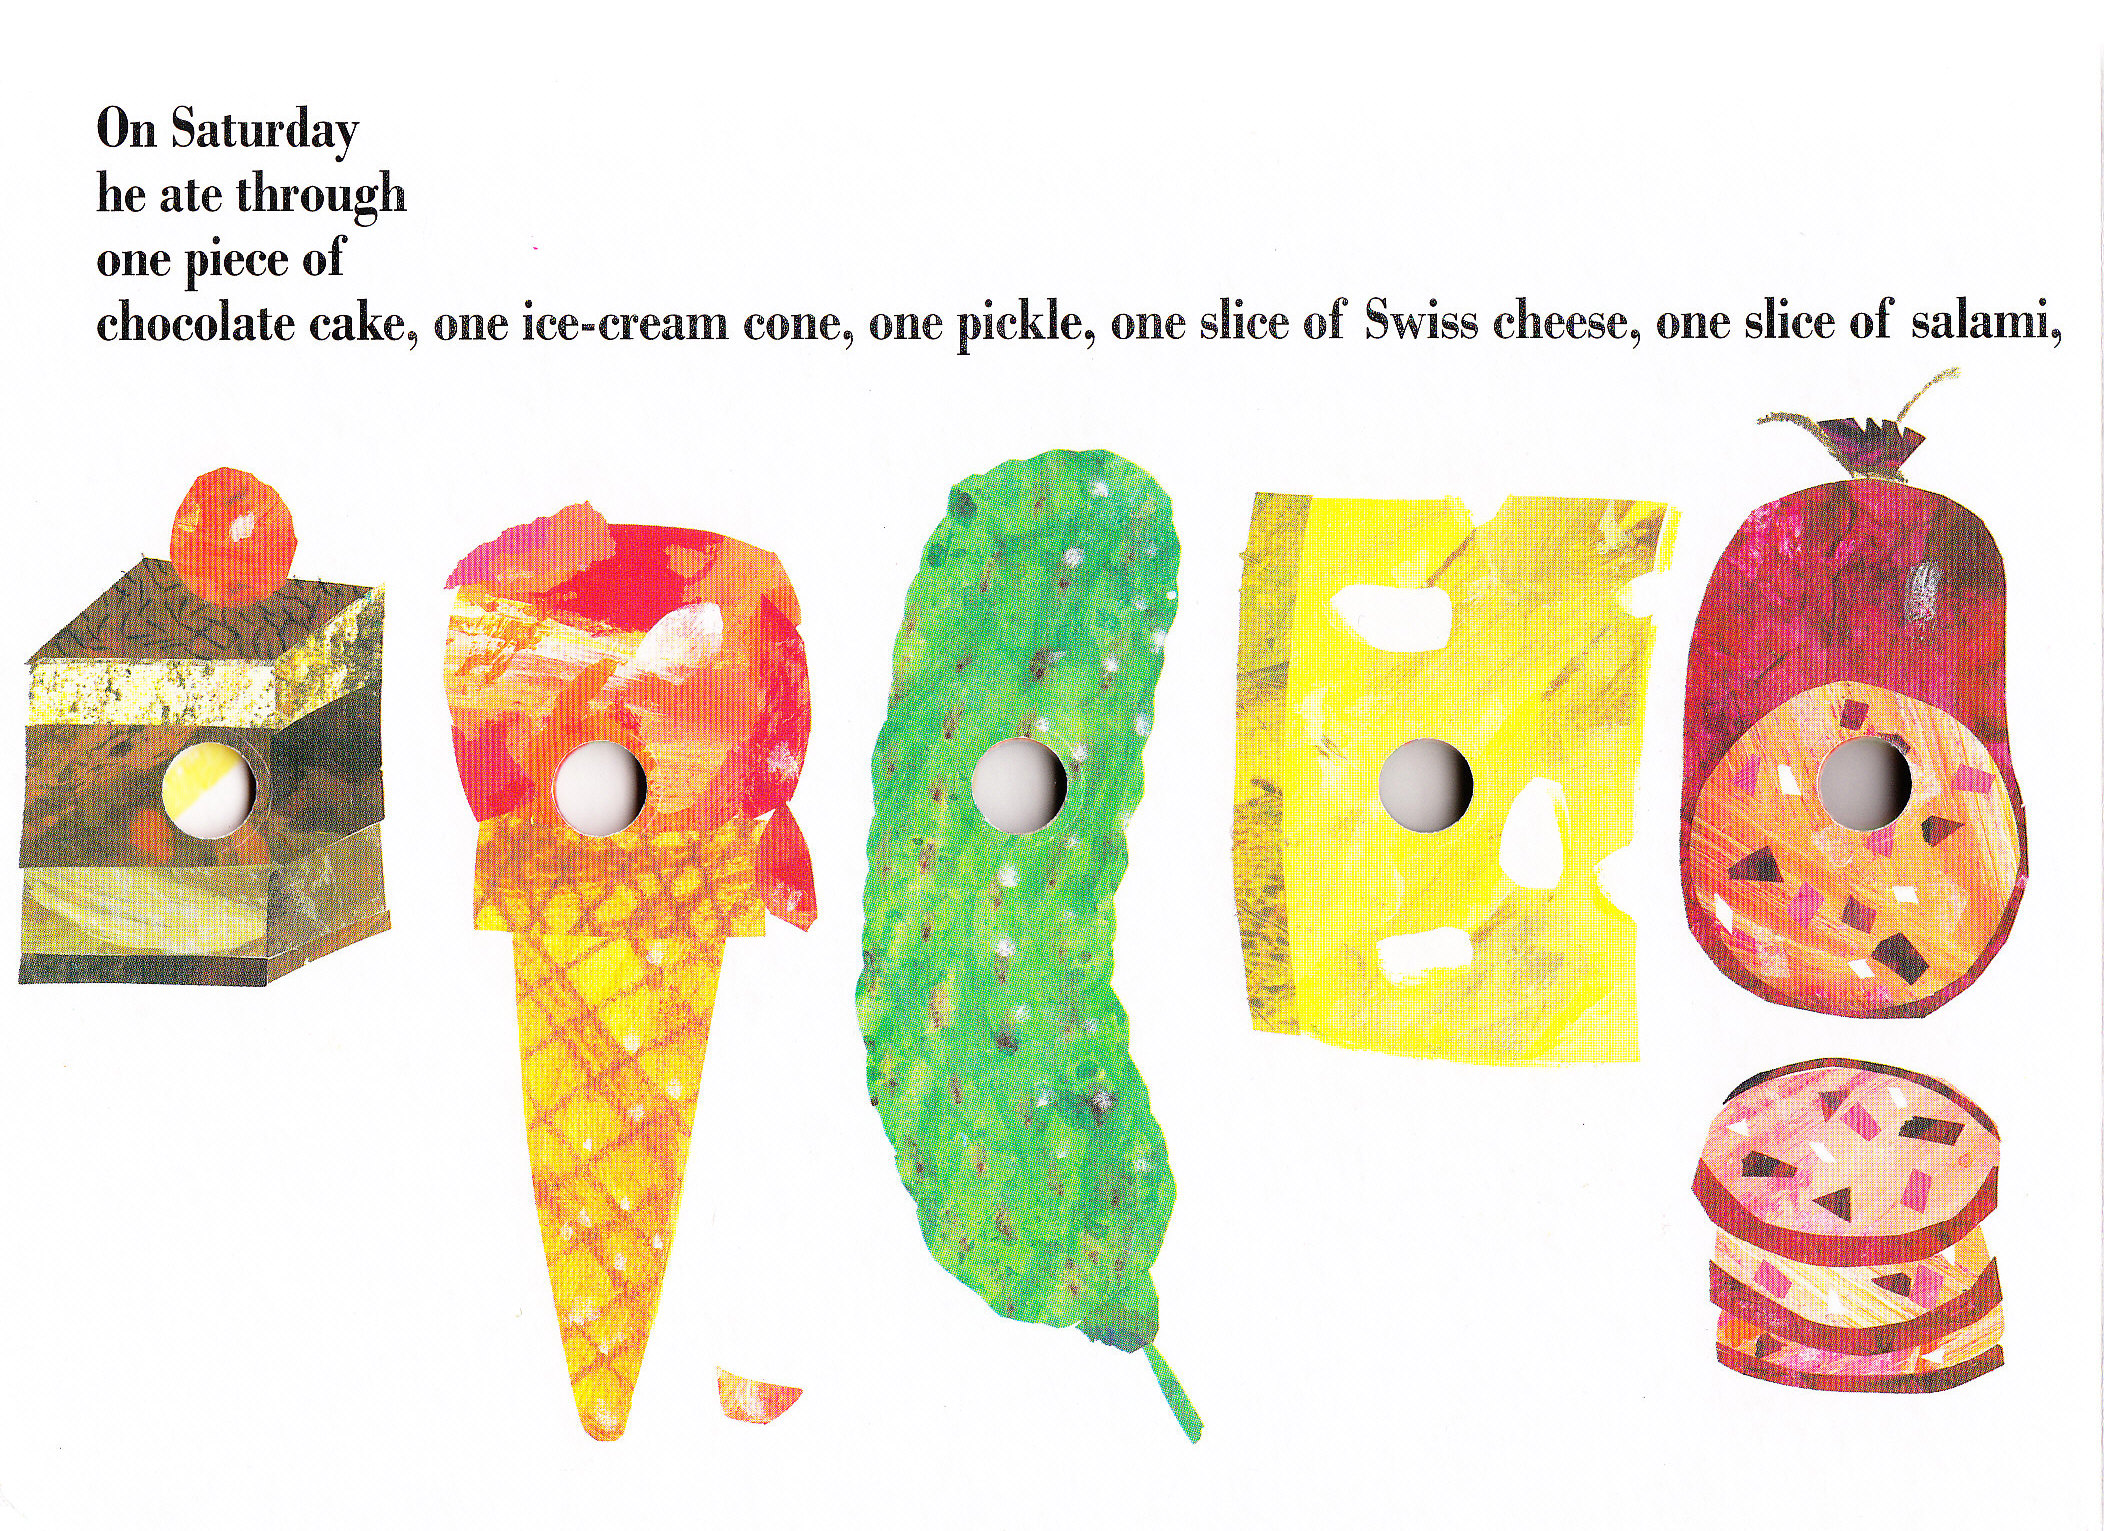 On Saturday
he ate through
one piece of
chocolate cake, one ice-cream cone, one pickle, one slice of Swiss cheese, one slice of salami,